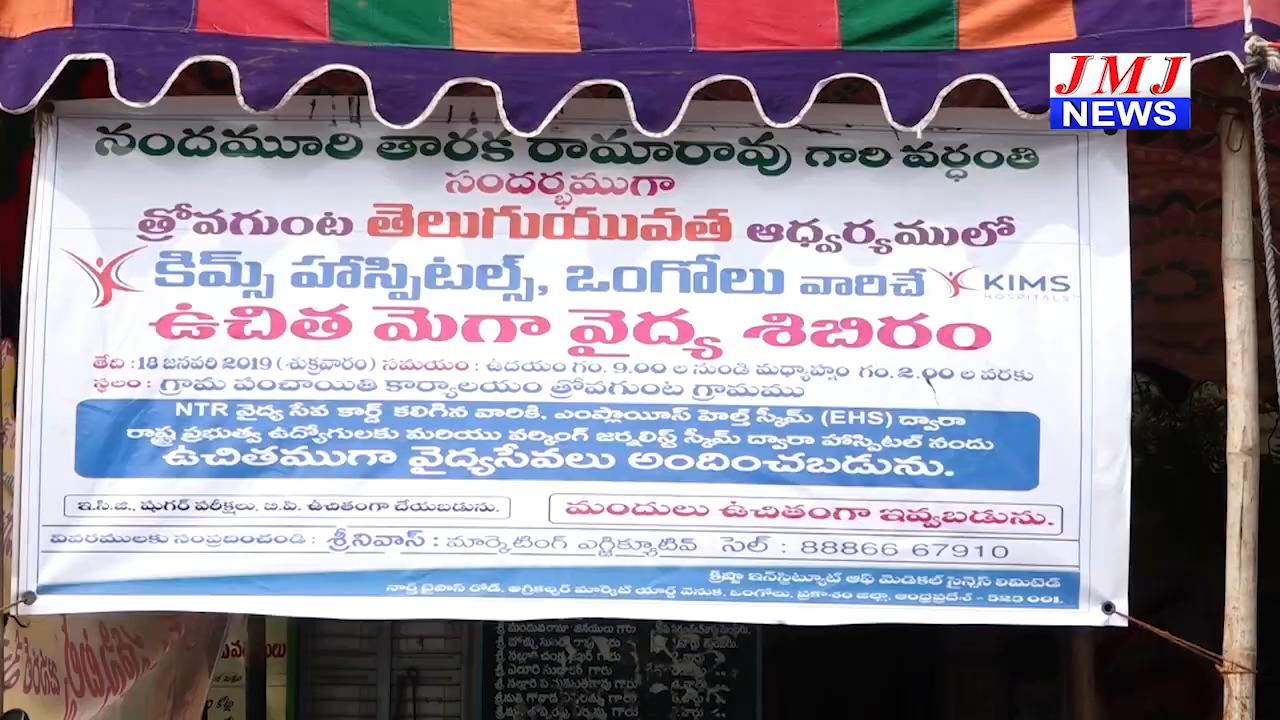 JMJ
NEWS
నందమూరి తారక రామారావు గారి వర్ధంతి
సందర్భముగా
త్రోవగుంట తెలుగుయువత ఆధ్వర్యములో
కిమ్స్ హాస్పిటల్స్, ఒంగోలు వారిచే
KIMS
HOSPITALS
ఉచిత మెగా వైద్య శిబిరం
తేది : 18 జనవరి 2019 (శుక్రవారం) సమయం : ఉదయం గం. 9.00 ల నుండి మధ్యాహ్నం గం. 2.00 ల వరకు
స్థలం : గ్రామ పంచాయితి కార్యాలయం త్రోవగుంట గ్రామము
NTR వైద్య సేవ కార్డ్ కలిగిన వారికి, ఎంప్లాయీస్ హెల్త్ స్కీమ్ (EHS) ద్వారా
రాష్ట్ర ప్రభుత్వ ఉద్యోగులకు మరియు వర్కింగ్ జర్నలిస్ట్ స్కీమ్ ద్వారా హాస్పిటల్ నందు
ఉచితముగా వైద్యసేవలు అందించబడును.
ఇ.సి.జి., షుగర్ పరీక్షలు, బి.పి. ఉచితంగా చేయబడును.
మందులు ఉచితంగా ఇవ్వబడును.
వివరములకు సంప్రదించండి : శ్రీనివాస్ : మార్కెటింగ్ ఎగ్జిక్యూటివ్ సెల్ : 88866 67910
క్రిష్ణా ఇన్‌స్టిట్యూట్ ఆఫ్ మెడికల్ సైన్సెస్ లిమిటెడ్
నార్త్ బైపాస్ రోడ్, అగ్రికల్చర్ మార్కెట్ యార్డ్ వెనుక, ఒంగోలు, ప్రకాశం జిల్లా, ఆంధ్రప్రదేశ్ - 523 001.